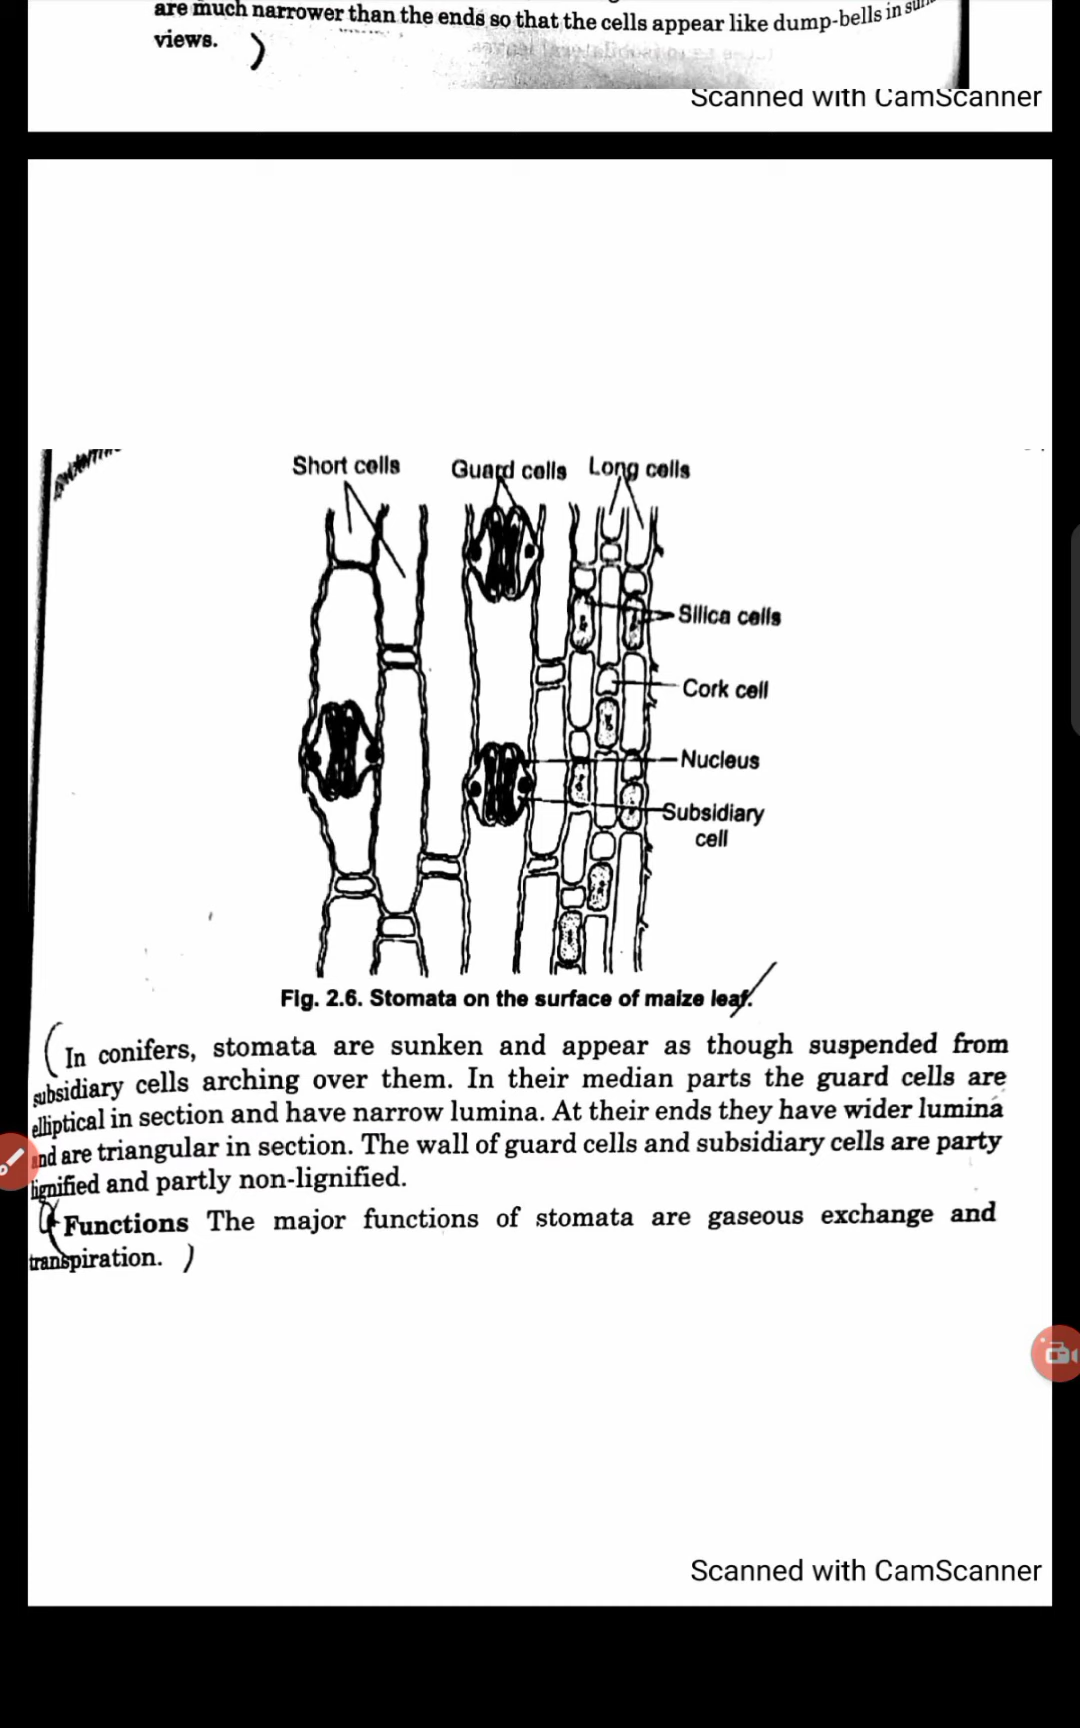 are much narrower than the ends so that the cells appear like dump-bells in
views. )
Scanned with CamScanner
Short cells
Guard cells
Long cells
Silica cells
Cork cell
Nucleus
Subsidiary
cell
Fig. 2.6. Stomata on the surface of maize leaf.
(In conifers, stomata are sunken and appear as though suspended from
subsidiary cells arching over them. In their median parts the guard cells are
elliptical in section and have narrow lumina. At their ends they have wider lumina
and are triangular in section. The wall of guard cells and subsidiary cells are party
lignified and partly non-lignified.
(Functions The major functions of stomata are gaseous exchange and
transpiration. )
Scanned with CamScanner